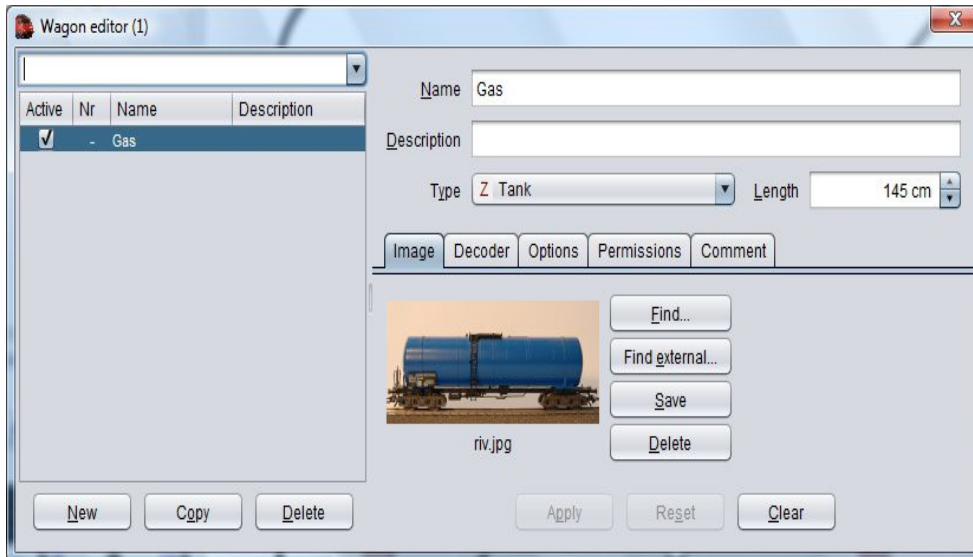 Wagon editor (1)
Name Gas
Active Nr Name Description
- Gas
Description
Type Z Tank Length 145 cm
Image Decoder Options Permissions Comment
Find...
Find external...
Save
riv.jpg Delete
New Copy Delete Apply Reset Clear